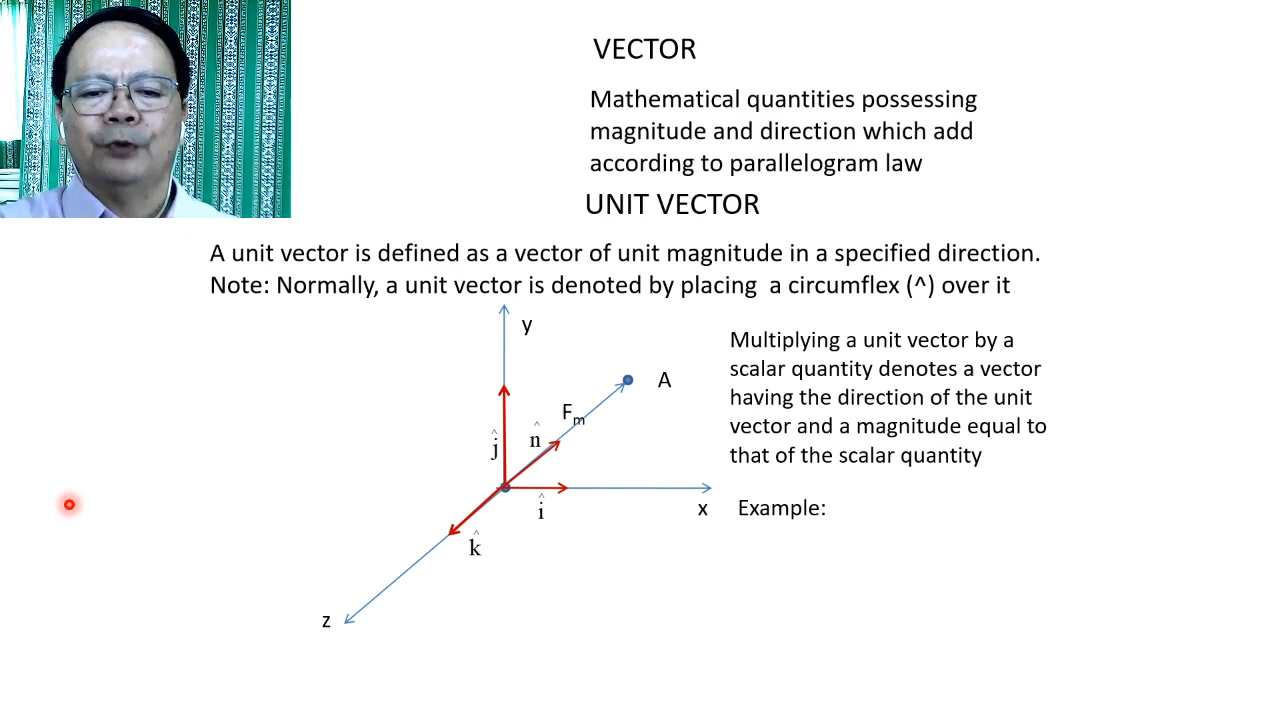 VECTOR
Mathematical quantities possessing
magnitude and direction which add
according to parallelogram law
UNIT VECTOR
A unit vector is defined as a vector of unit magnitude in a specified direction.
Note: Normally, a unit vector is denoted by placing  a circumflex (^) over it
y
Multiplying a unit vector by a
scalar quantity denotes a vector
having the direction of the unit
vector and a magnitude equal to
that of the scalar quantity
A
Fₘ
n̂
ĵ
x
Example:
î
k̂
z